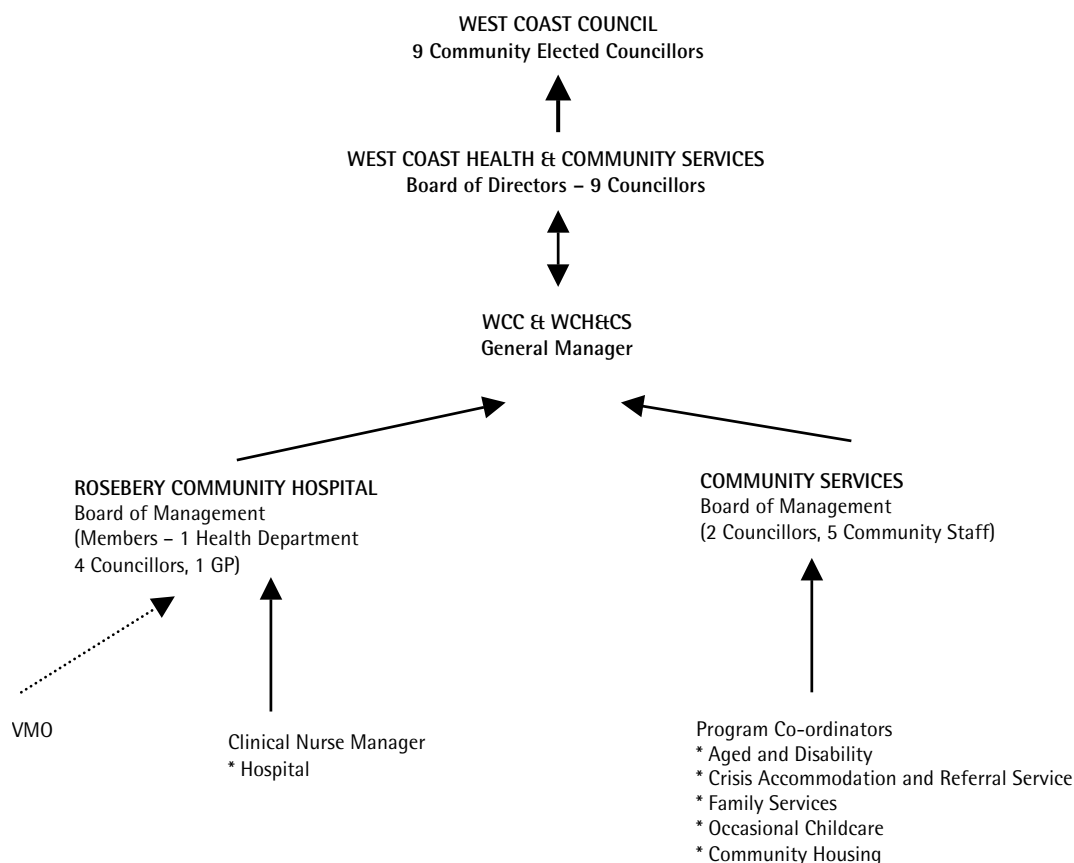 WEST COAST COUNCIL
9 Community Elected Councillors
WEST COAST HEALTH & COMMUNITY SERVICES
Board of Directors – 9 Councillors
WCC & WCH&CS
General Manager
ROSEBERY COMMUNITY HOSPITAL
Board of Management
(Members – 1 Health Department
4 Councillors, 1 GP)
COMMUNITY SERVICES
Board of Management
(2 Councillors, 5 Community Staff)
VMO
Clinical Nurse Manager
* Hospital
Program Co-ordinators
* Aged and Disability
* Crisis Accommodation and Referral Service
* Family Services
* Occasional Childcare
* Community Housing